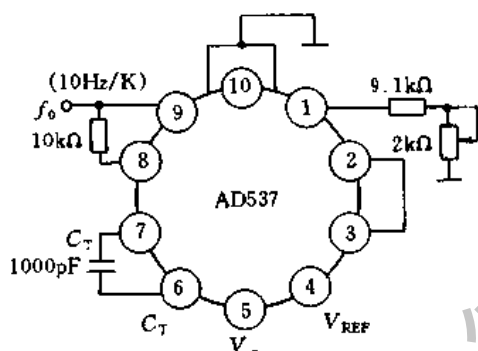 (10Hz/K)
f₀
10kΩ
10
9
1
9.1kΩ
2kΩ
8
2
AD537
7
3
C_T
1000pF
6
4
5
C_T
V_REF